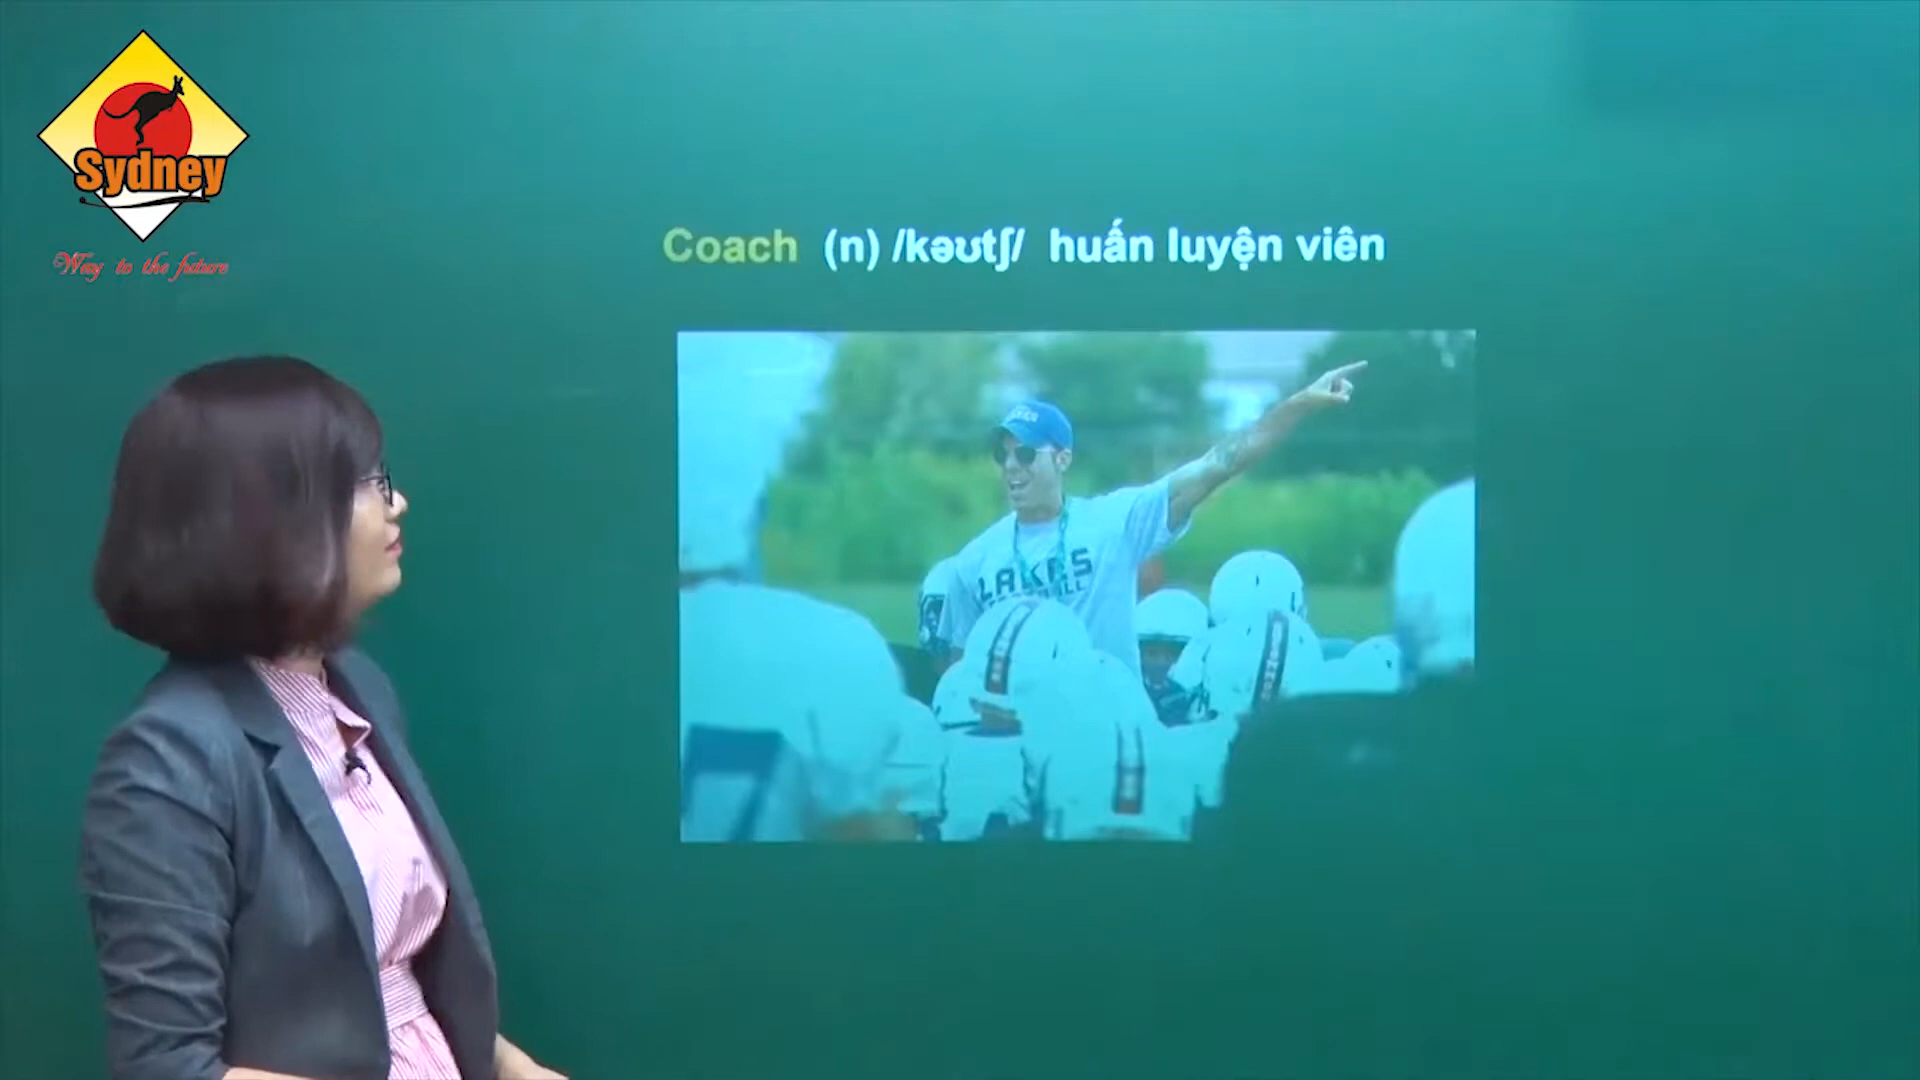 Sydney
Way to the future
Coach (n) /kəʊtʃ/ huấn luyện viên
LAKES